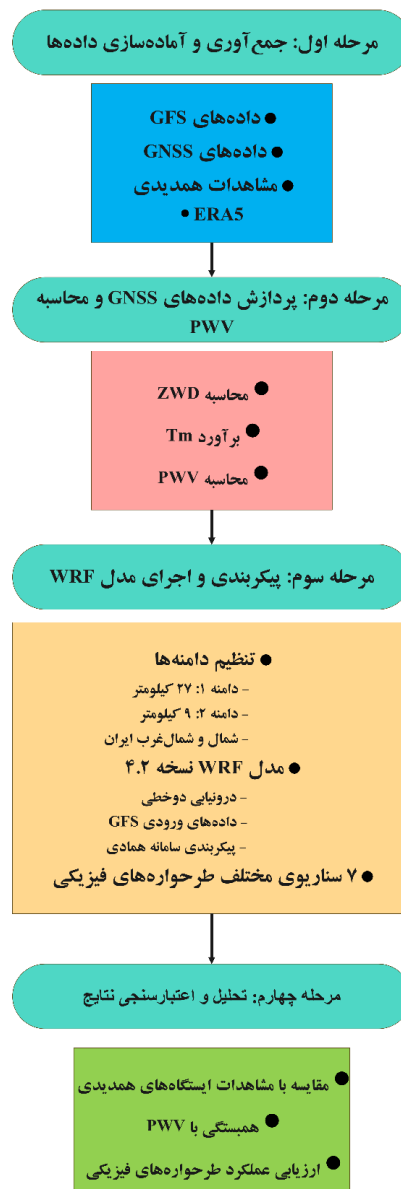 مرحله اول: جمع‌آوری و آماده‌سازی داده‌ها
● داده‌های GFS
● داده‌های GNSS
● مشاهدات همدیدی
• ERA5
مرحله دوم: پردازش داده‌های GNSS و محاسبه
PWV
● محاسبه ZWD
● برآورد Tm
● محاسبه PWV
مرحله سوم: پیکربندی و اجرای مدل WRF
● تنظیم دامنه‌ها
- دامنه ۱: ۲۷ کیلومتر
- دامنه ۲: ۹ کیلومتر
- شمال و شمال‌غرب ایران
● مدل WRF نسخه ۴.۲
- درونیابی دوخطی
- داده‌های ورودی GFS
- پیکربندی سامانه همادی
● ۷ سناریوی مختلف طرحواره‌های فیزیکی
مرحله چهارم: تحلیل و اعتبارسنجی نتایج
● مقایسه با مشاهدات ایستگاه‌های همدیدی
● همبستگی با PWV
● ارزیابی عملکرد طرحواره‌های فیزیکی